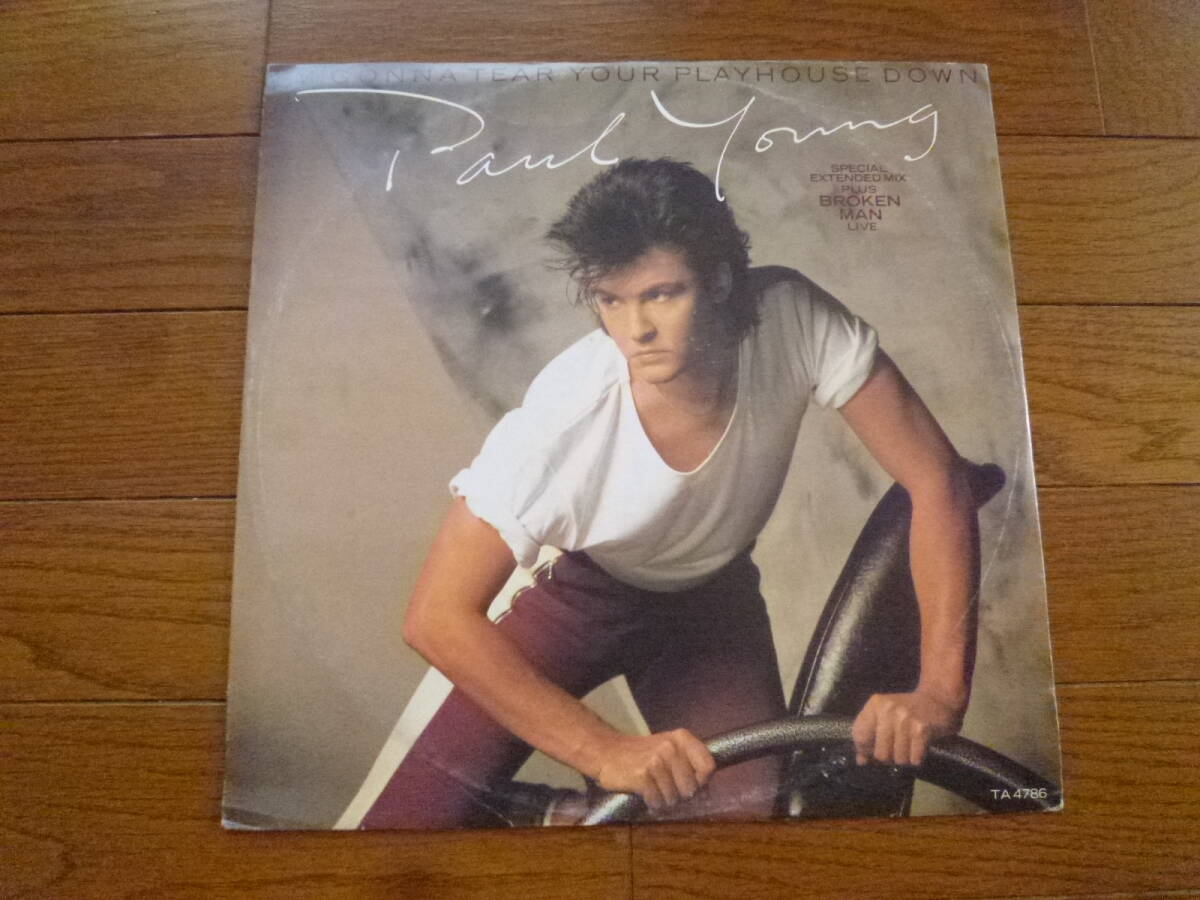 GONNA TEAR YOUR PLAYHOUSE DOWN
Paul Young
SPECIAL
EXTENDED MIX
PLUS
BROKEN
MAN
LIVE
TA 4786